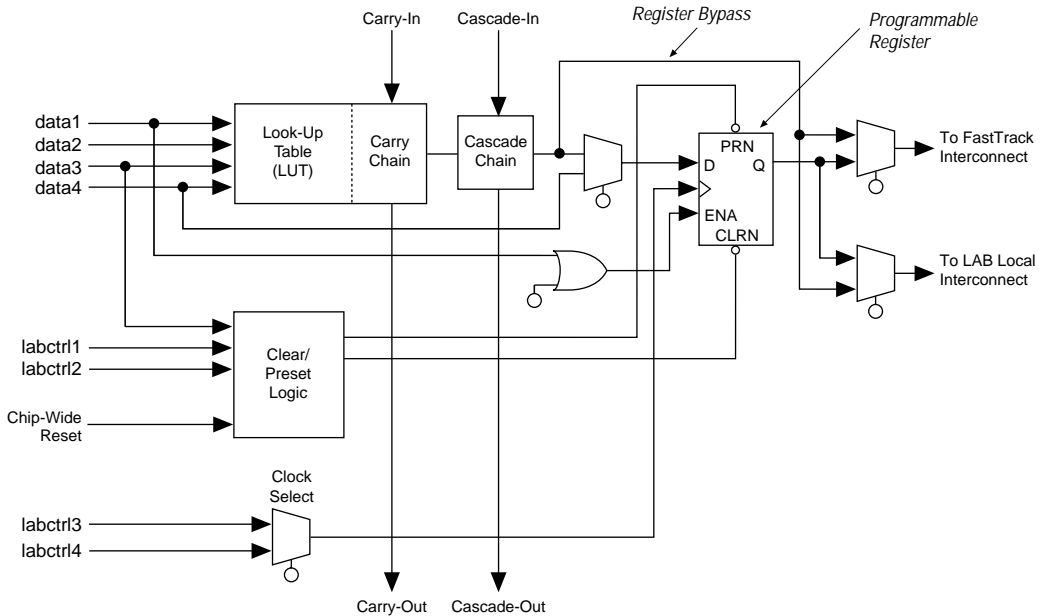 Carry-In
Cascade-In
Register Bypass
Programmable
Register
data1
data2
data3
data4
Look-Up
Table
(LUT)
Carry
Chain
Cascade
Chain
PRN
D
Q
ENA
CLRN
To FastTrack
Interconnect
To LAB Local
Interconnect
labctrl1
labctrl2
Clear/
Preset
Logic
Chip-Wide
Reset
Clock
Select
labctrl3
labctrl4
Carry-Out
Cascade-Out